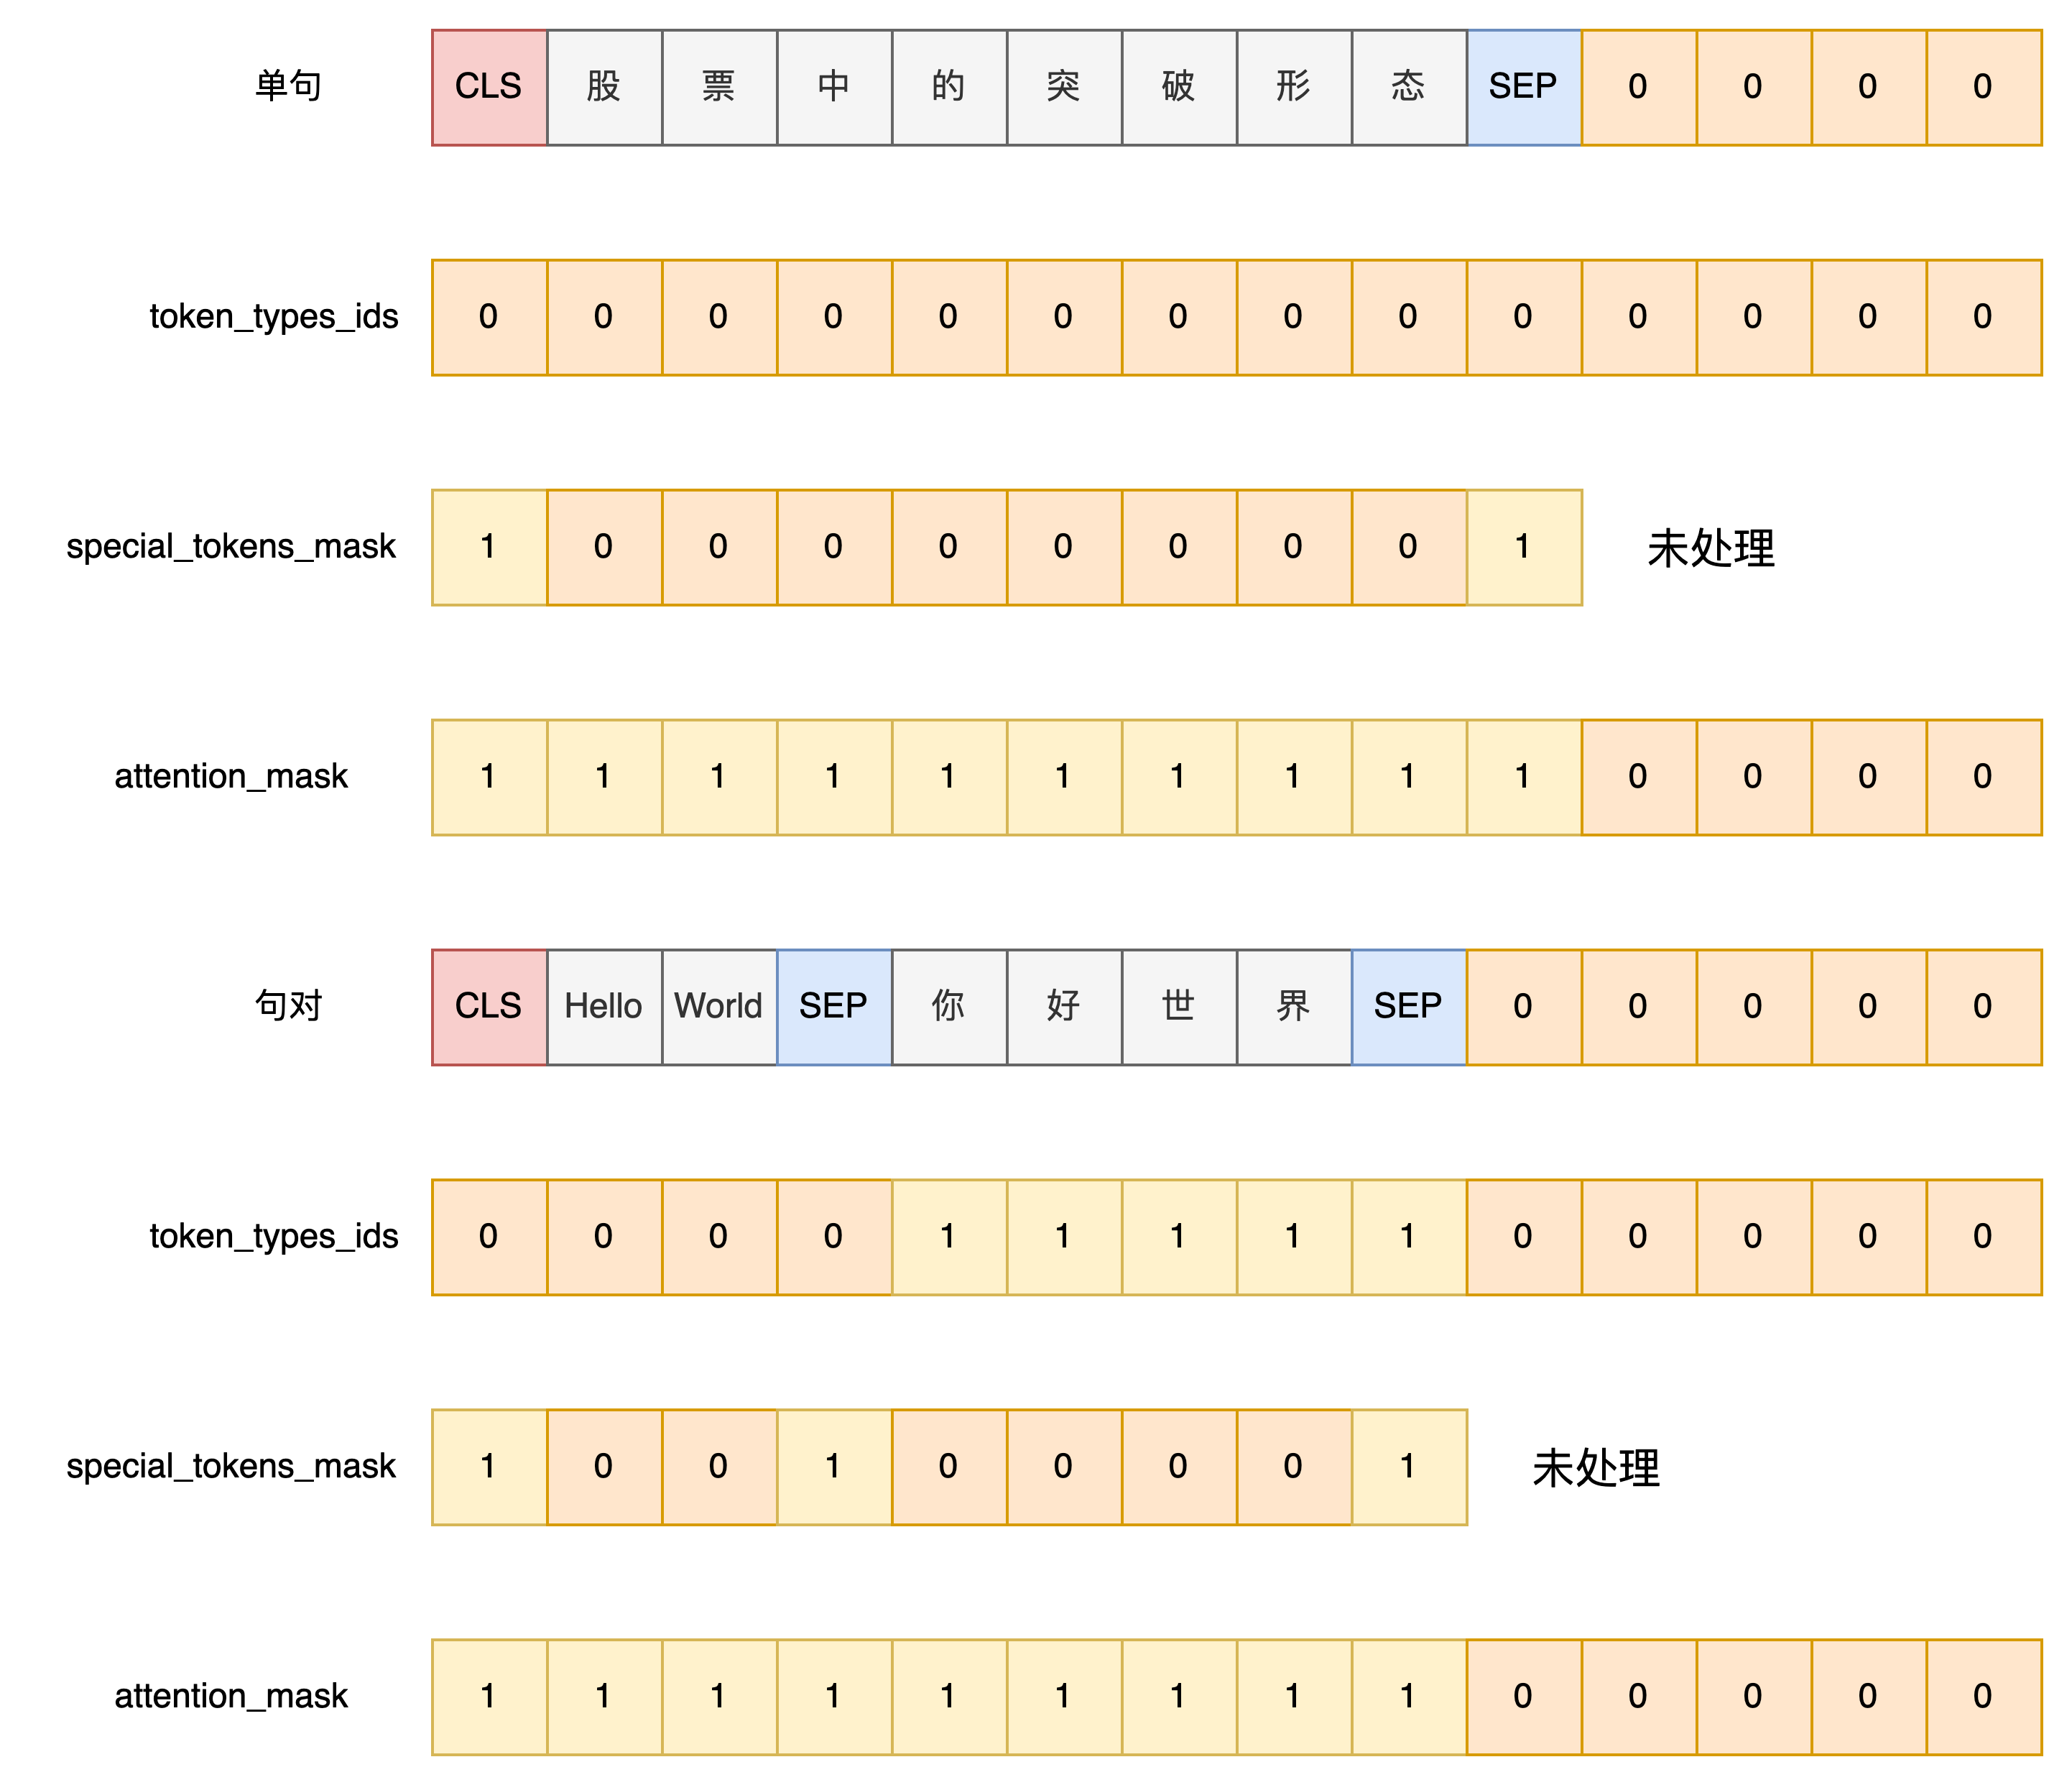 单句 CLS 股 票 中 的 突 破 形 态 SEP 0 0 0 0
token_types_ids 0 0 0 0 0 0 0 0 0 0 0 0 0 0
special_tokens_mask 1 0 0 0 0 0 0 0 0 1 未处理
attention_mask 1 1 1 1 1 1 1 1 1 1 0 0 0 0
句对 CLS Hello World SEP 你 好 世 界 SEP 0 0 0 0 0
token_types_ids 0 0 0 0 1 1 1 1 1 0 0 0 0 0
special_tokens_mask 1 0 0 1 0 0 0 0 1 未处理
attention_mask 1 1 1 1 1 1 1 1 1 0 0 0 0 0